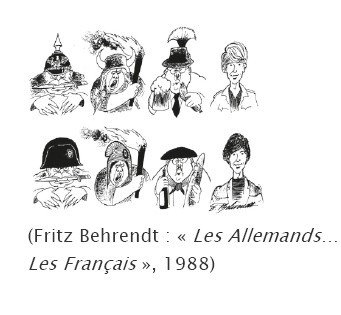 (Fritz Behrendt : « Les Allemands...
Les Français », 1988)